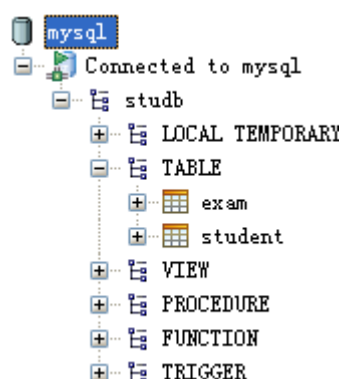 mysql
Connected to mysql
studb
LOCAL TEMPORARY
TABLE
exam
student
VIEW
PROCEDURE
FUNCTION
TRIGGER